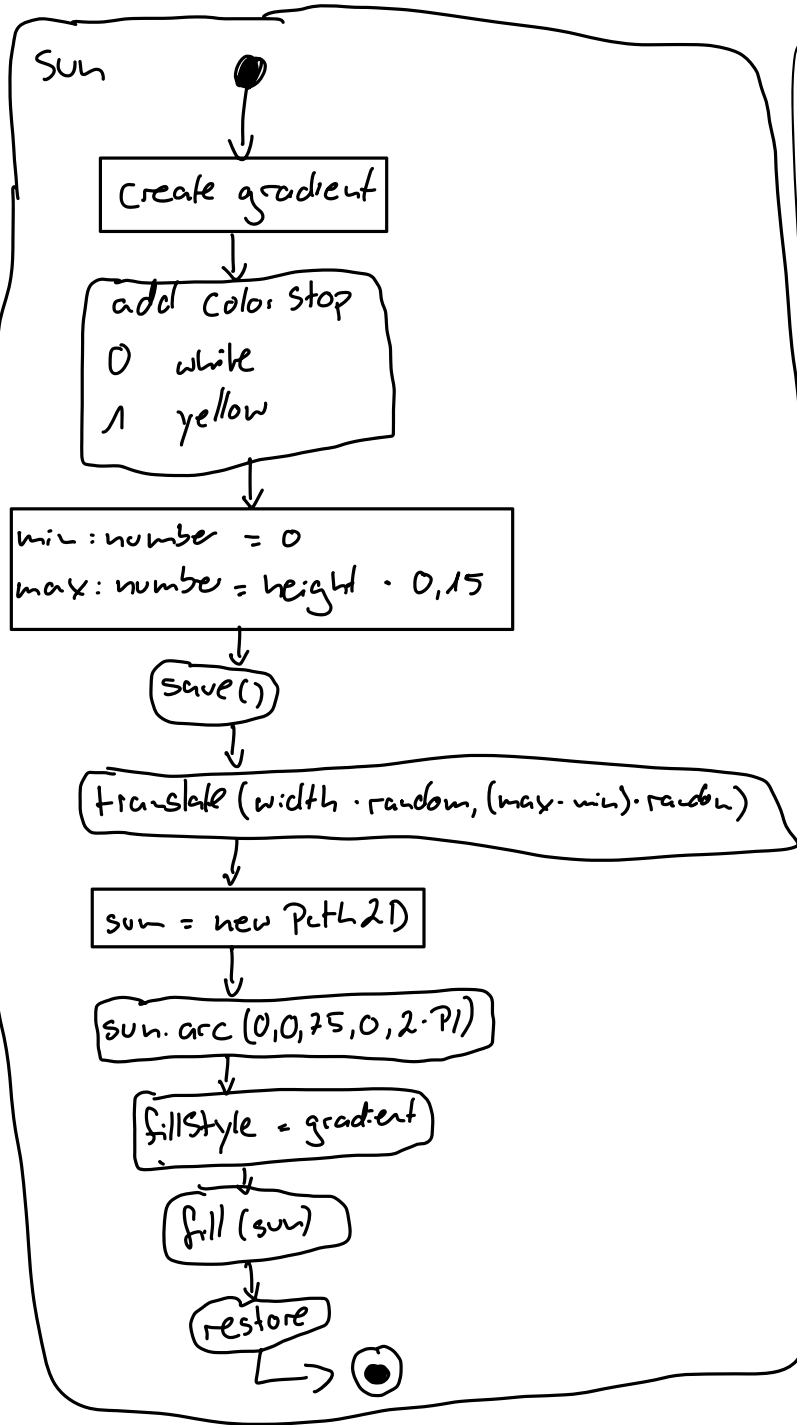 Sun
Create gradient
add Color Stop
0 white
1 yellow
min : number = 0
max : number = height · 0,15
save()
translate (width · random, (max - min) · random)
sun = new Path2D
sun.arc (0,0,75,0,2·PI)
fillStyle = gradient
fill (sun)
restore